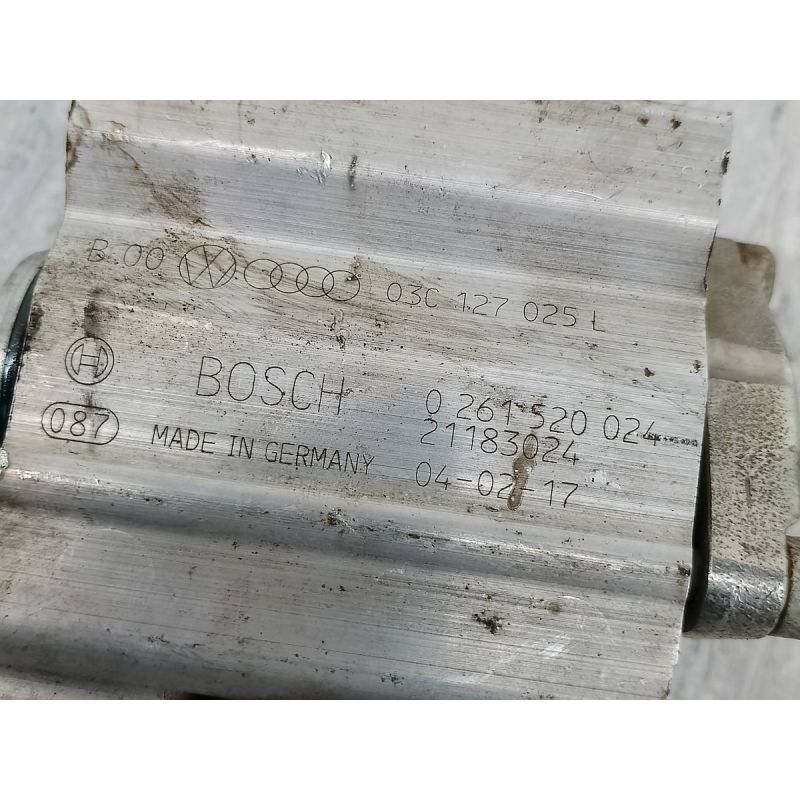 B 00 03C 127 025 L
BOSCH 0 261 520 024
087 MADE IN GERMANY 21183024
04-02-17